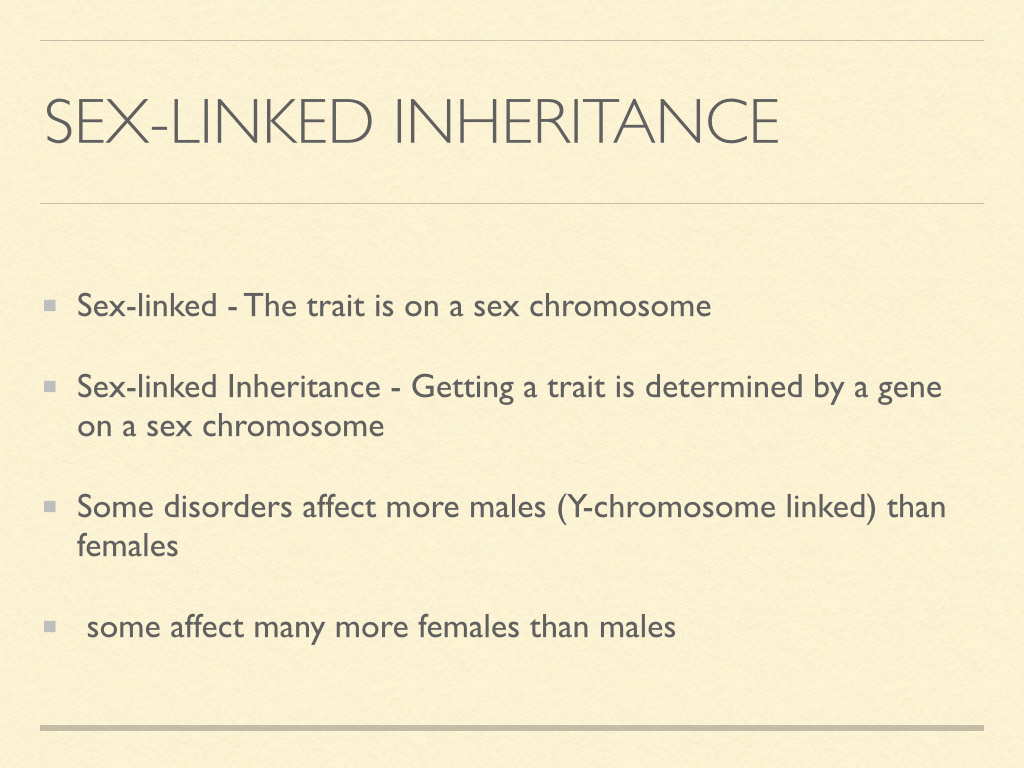 SEX-LINKED INHERITANCE
Sex-linked - The trait is on a sex chromosome
Sex-linked Inheritance - Getting a trait is determined by a gene
on a sex chromosome
Some disorders affect more males (Y-chromosome linked) than
females
some affect many more females than males